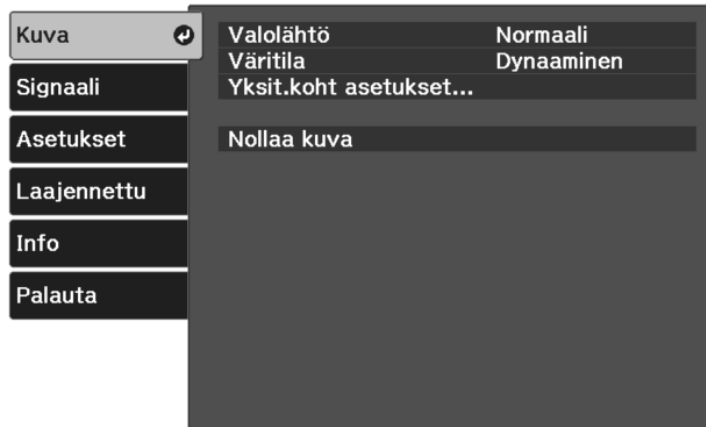 Kuva
Signaali
Asetukset
Laajennettu
Info
Palauta
Valolähtö Normaali
Väritila Dynaaminen
Yksit.koht asetukset...
Nollaa kuva